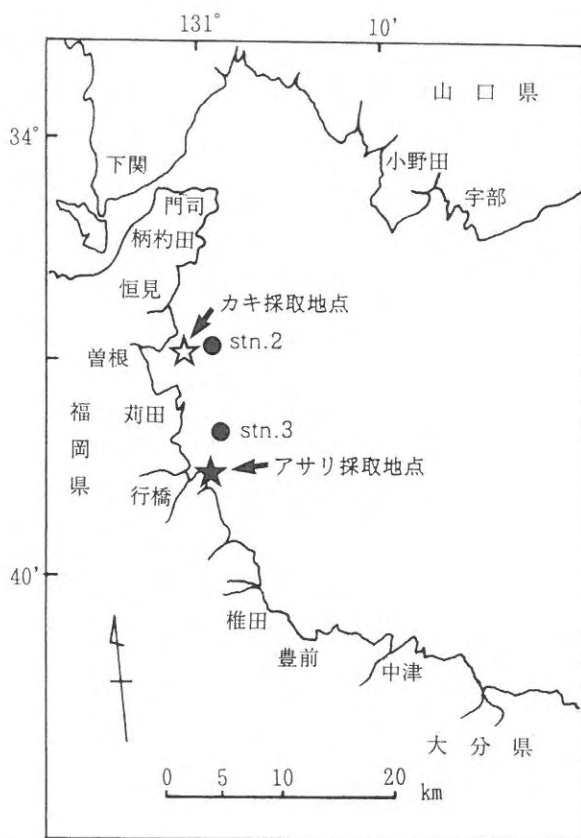 131°
10'
34°
山口県
下関
小野田
門司
宇部
柄杓田
恒見
カキ採取地点
stn.2
曽根
福岡県
苅田
stn.3
アサリ採取地点
行橋
40'
椎田
豊前
中津
大分県
0 5 10 20
km